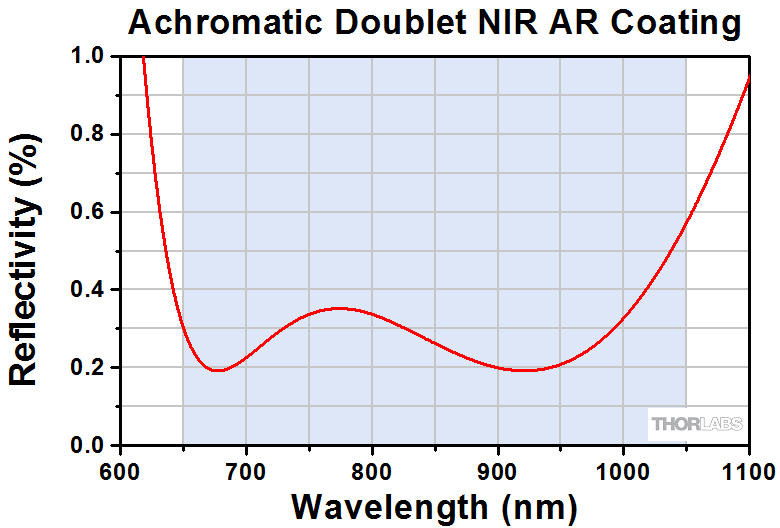 Achromatic Doublet NIR AR Coating
Reflectivity (%)
1.0
0.8
0.6
0.4
0.2
0.0
THORLABS
600 700 800 900 1000 1100
Wavelength (nm)